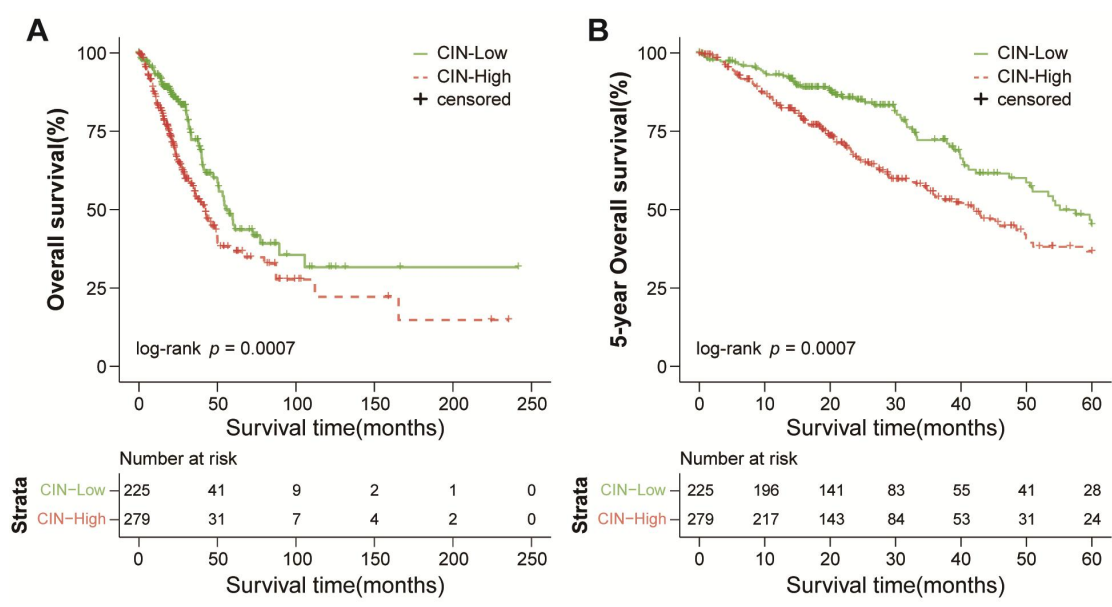 A
Overall survival(%)
100
75
50
25
0
CIN-Low
CIN-High
censored
log-rank p = 0.0007
0 50 100 150 200 250
Survival time(months)
Number at risk
Strata
CIN−Low 225 41 9 2 1 0
CIN−High 279 31 7 4 2 0
0 50 100 150 200 250
Survival time(months)
B
5-year Overall survival(%)
100
75
50
25
0
CIN-Low
CIN-High
censored
log-rank p = 0.0007
0 10 20 30 40 50 60
Survival time(months)
Number at risk
Strata
CIN−Low 225 196 141 83 55 41 28
CIN−High 279 217 143 84 53 31 24
0 10 20 30 40 50 60
Survival time(months)